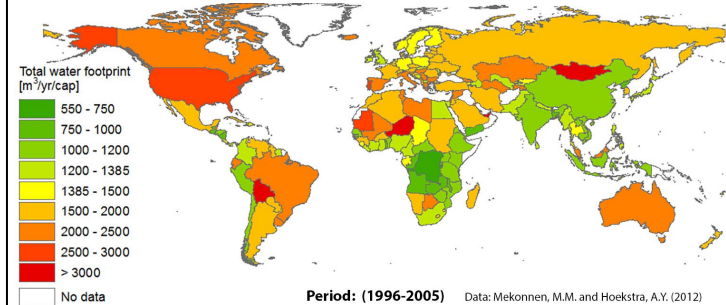 Total water footprint
[m³/yr/cap]
550 - 750
750 - 1000
1000 - 1200
1200 - 1385
1385 - 1500
1500 - 2000
2000 - 2500
2500 - 3000
> 3000
No data
Period: (1996-2005) Data: Mekonnen, M.M. and Hoekstra, A.Y. (2012)